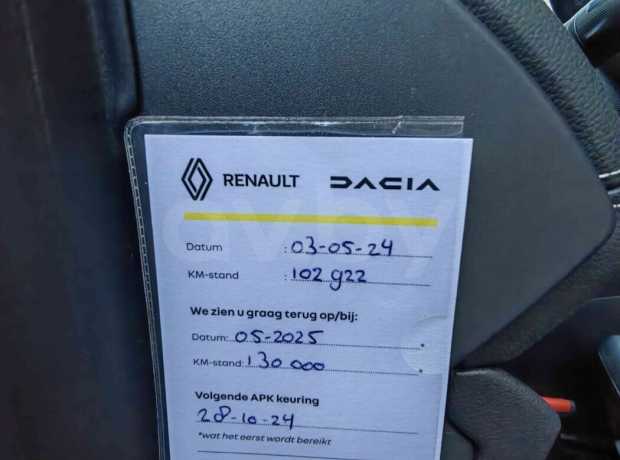 RENAULT DACIA
Datum : 03-05-24
KM-stand : 102 922
We zien u graag terug op/bij:
Datum: 05-2025 *
KM-stand: 130 000 *
Volgende APK keuring
28-10-24
*wat het eerst wordt bereikt